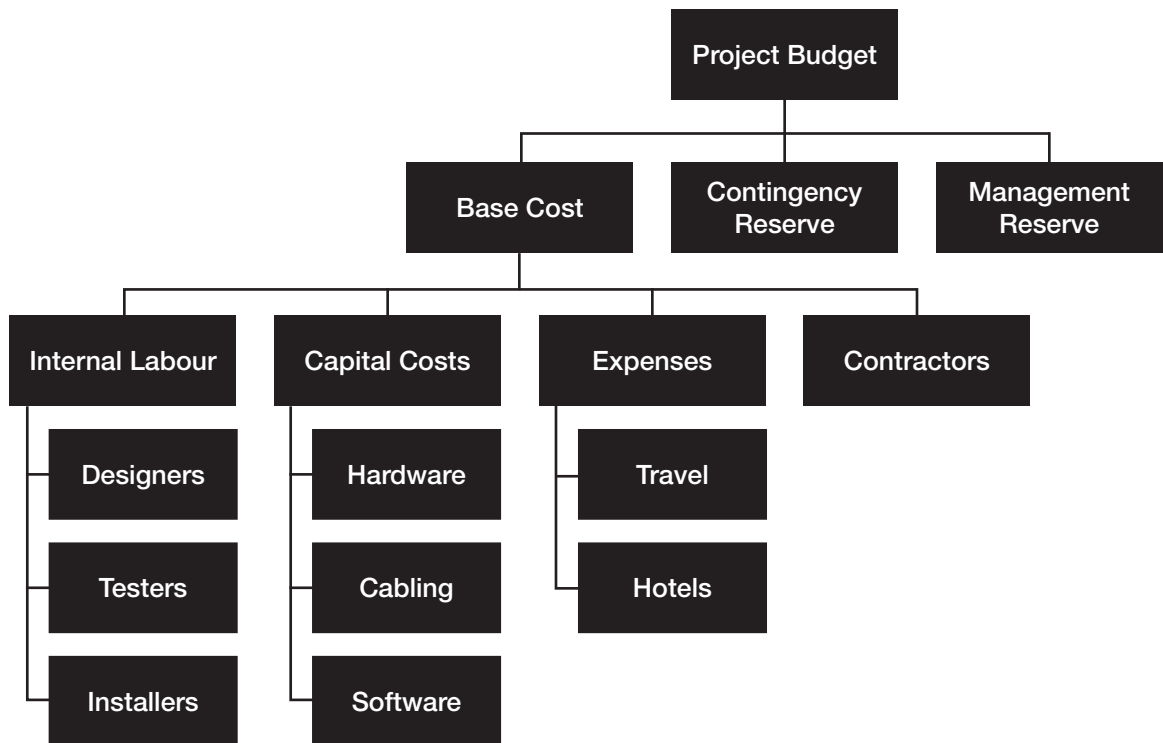 Project Budget
Base Cost
Contingency
Reserve
Management
Reserve
Internal Labour
Capital Costs
Expenses
Contractors
Designers
Hardware
Travel
Testers
Cabling
Hotels
Installers
Software